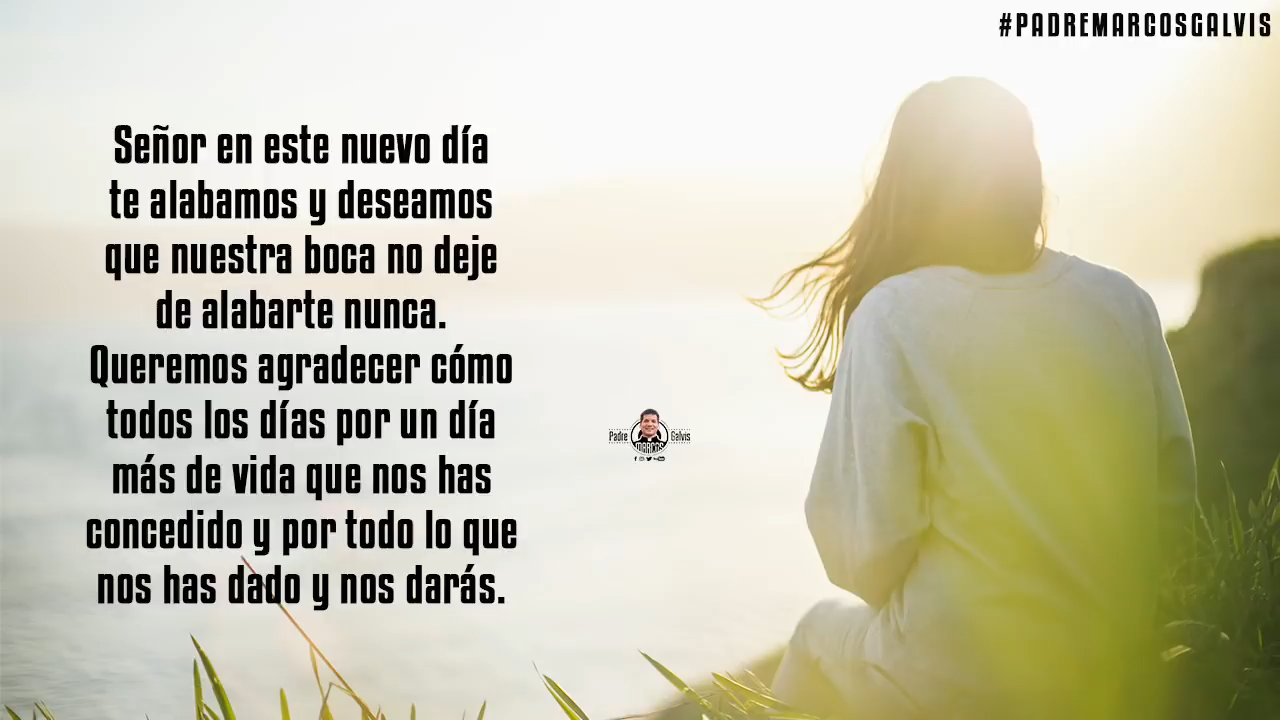 #PADREMARCOSGALVIS
Señor en este nuevo día
te alabamos y deseamos
que nuestra boca no deje
de alabarte nunca.
Queremos agradecer cómo
todos los días por un día
más de vida que nos has
concedido y por todo lo que
nos has dado y nos darás.
Padre Galvis
MARCOS